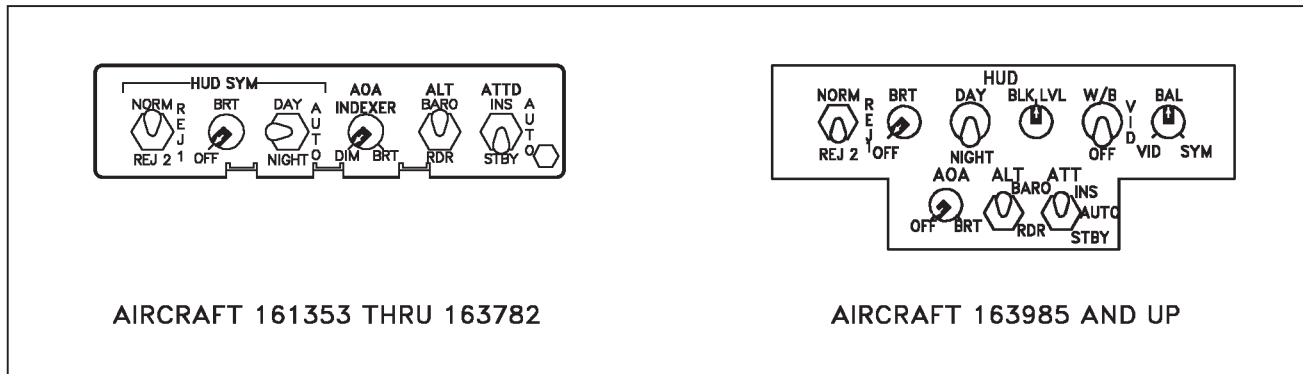 HUD SYM
NORM
REJ 1
REJ 2
BRT
OFF
DAY
AUTO
NIGHT
AOA
INDEXER
DIM BRT
ALT
BARO
RDR
ATTD
INS
AUTO
STBY
AIRCRAFT 161353 THRU 163782
HUD
NORM
REJ 1
REJ 2
BRT
OFF
DAY
NIGHT
BLK LVL
W/B
VID
OFF
BAL
VID SYM
AOA
OFF BRT
ALT
BARO
RDR
ATT
INS
AUTO
STBY
AIRCRAFT 163985 AND UP